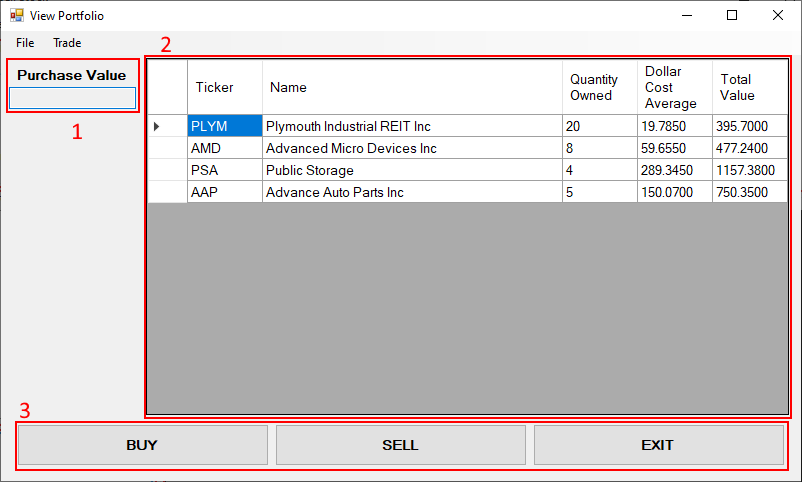 View Portfolio
File Trade
2
Purchase Value
1
Ticker Name Quantity Owned Dollar Cost Average Total Value
PLYM Plymouth Industrial REIT Inc 20 19.7850 395.7000
AMD Advanced Micro Devices Inc 8 59.6550 477.2400
PSA Public Storage 4 289.3450 1157.3800
AAP Advance Auto Parts Inc 5 150.0700 750.3500
3
BUY SELL EXIT